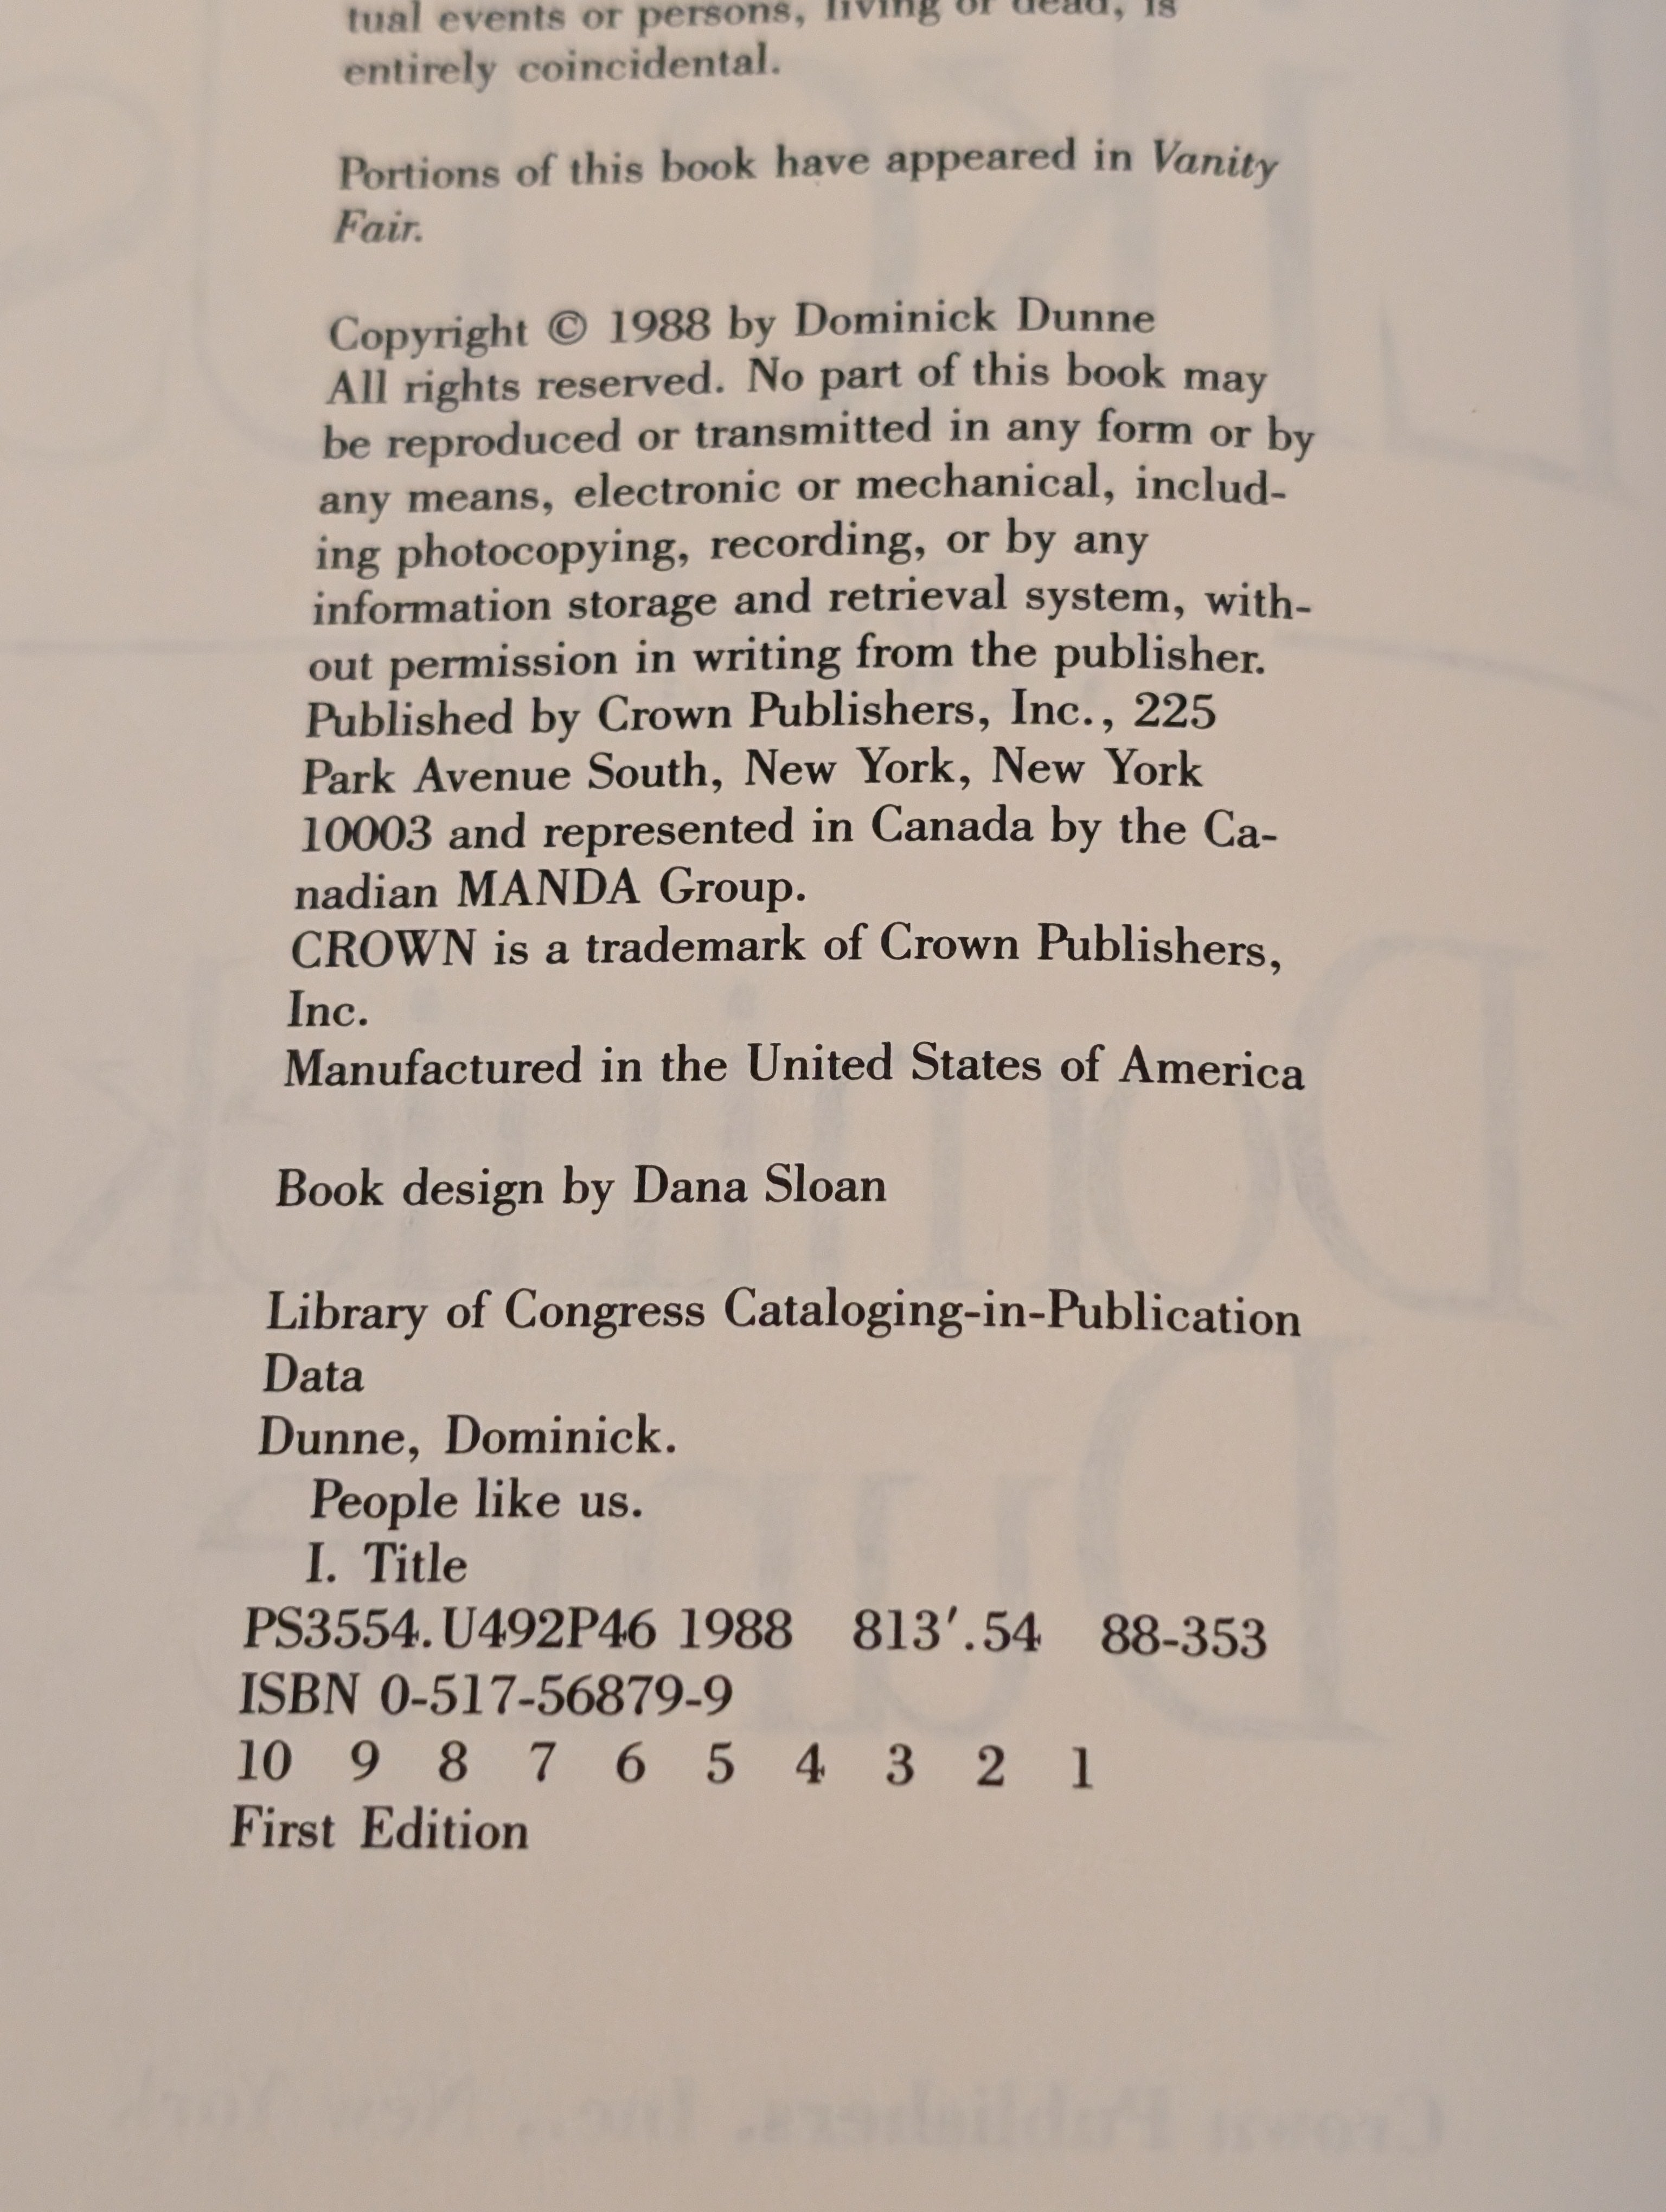 tual events or persons, living or dead, is
entirely coincidental.
Portions of this book have appeared in Vanity
Fair.
Copyright © 1988 by Dominick Dunne
All rights reserved. No part of this book may
be reproduced or transmitted in any form or by
any means, electronic or mechanical, includ-
ing photocopying, recording, or by any
information storage and retrieval system, with-
out permission in writing from the publisher.
Published by Crown Publishers, Inc., 225
Park Avenue South, New York, New York
10003 and represented in Canada by the Ca-
nadian MANDA Group.
CROWN is a trademark of Crown Publishers,
Inc.
Manufactured in the United States of America
Book design by Dana Sloan
Library of Congress Cataloging-in-Publication
Data
Dunne, Dominick.
People like us.
I. Title
PS3554.U492P46 1988 813′.54 88-353
ISBN 0-517-56879-9
10 9 8 7 6 5 4 3 2 1
First Edition